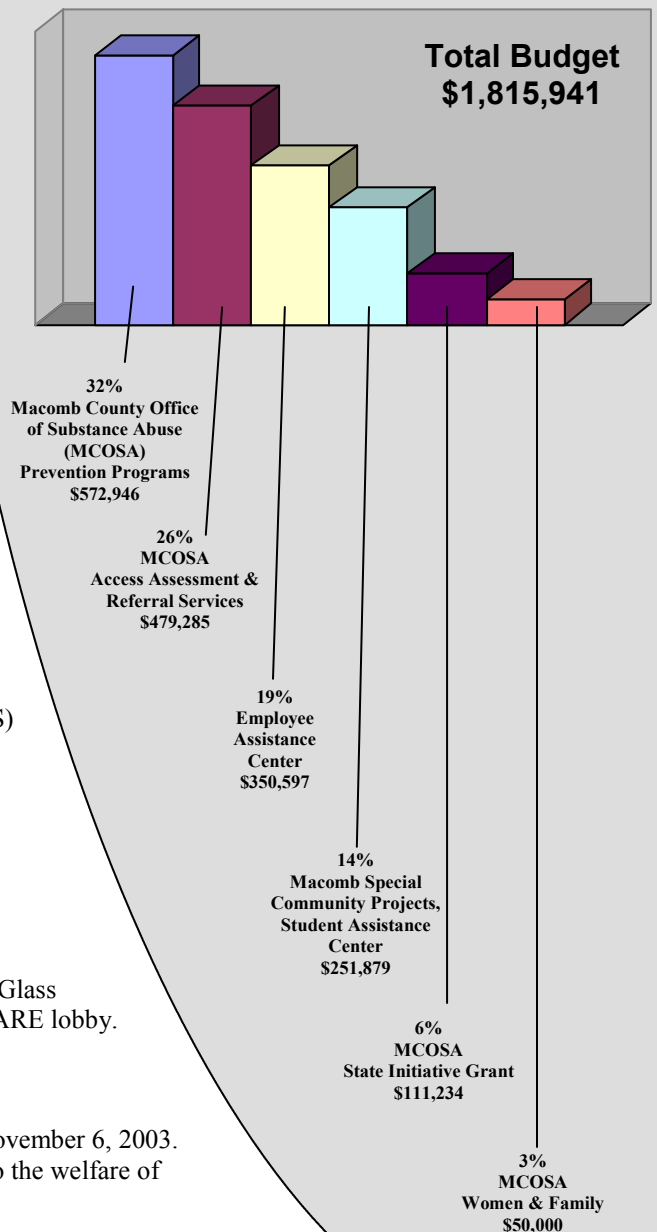 Total Budget
$1,815,941
32%
Macomb County Office
of Substance Abuse
(MCOSA)
Prevention Programs
$572,946
26%
MCOSA
Access Assessment &
Referral Services
$479,285
19%
Employee
Assistance
Center
$350,597
14%
Macomb Special
Community Projects,
Student Assistance
Center
$251,879
6%
MCOSA
State Initiative Grant
$111,234
3%
MCOSA
Women & Family
$50,000
S)
Glass
ARE lobby.
ovember 6, 2003.
o the welfare of